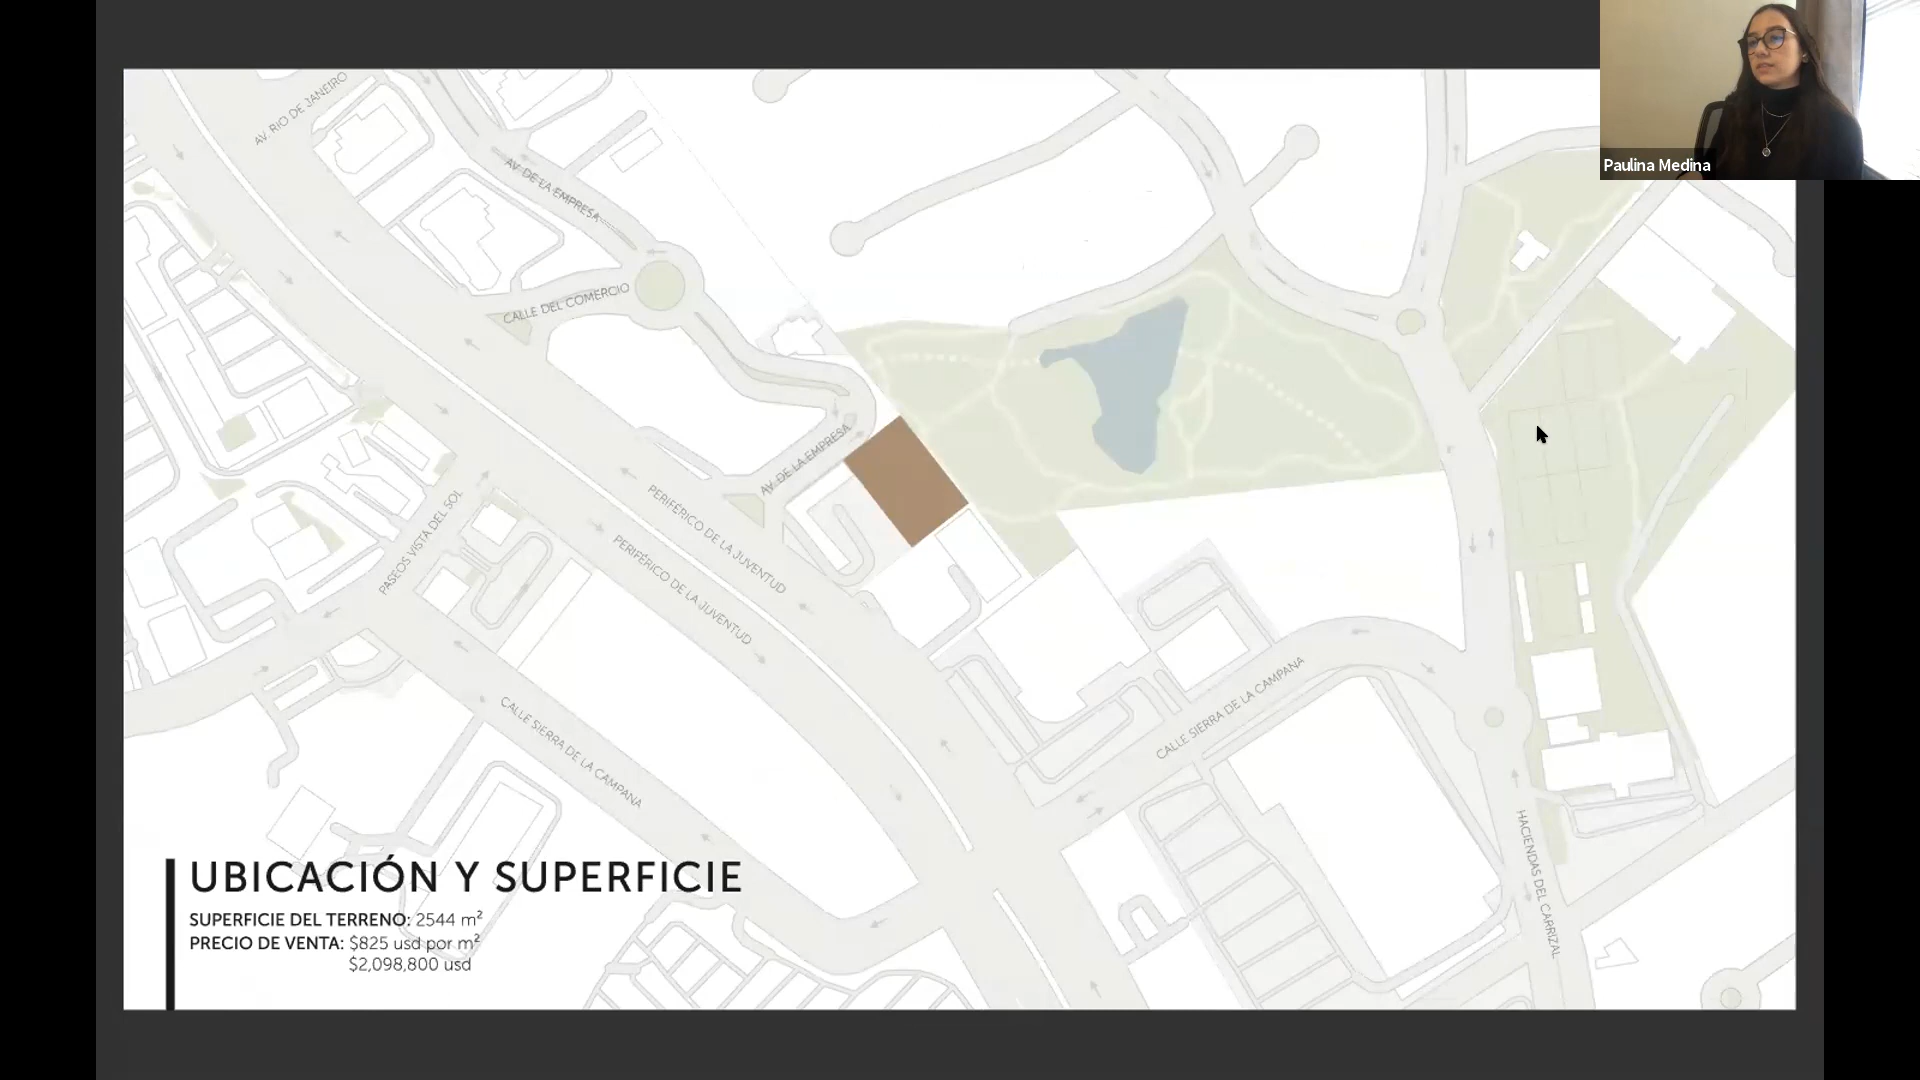 AV. RIO DE JANEIRO
AV. DE LA EMPRESA
CALLE DEL COMERCIO
AV. DE LA EMPRESA
PERIFÉRICO DE LA JUVENTUD
PERIFÉRICO DE LA JUVENTUD
PASEOS VISTA DEL SOL
CALLE SIERRA DE LA CAMPANA
CALLE SIERRA DE LA CAMPANA
HACIENDAS DEL CARRIZAL
UBICACIÓN Y SUPERFICIE
SUPERFICIE DEL TERRENO: 2544 m²
PRECIO DE VENTA: $825 usd por m²
$2,098,800 usd
Paulina Medina